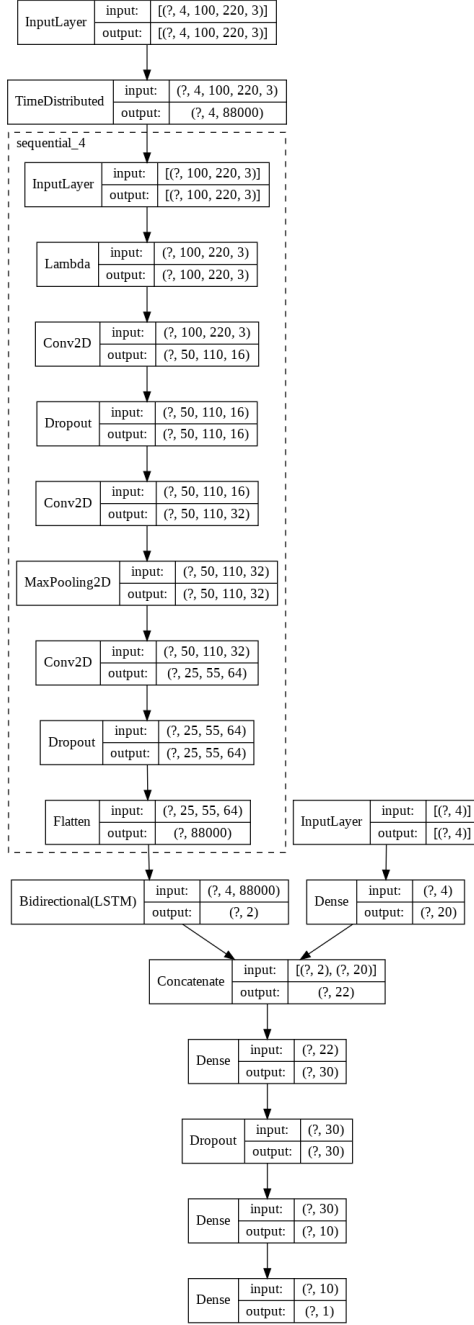 InputLayer
input: [(?, 4, 100, 220, 3)]
output: [(?, 4, 100, 220, 3)]
TimeDistributed
input: (?, 4, 100, 220, 3)
output: (?, 4, 88000)
sequential_4
InputLayer
input: [(?, 100, 220, 3)]
output: [(?, 100, 220, 3)]
Lambda
input: (?, 100, 220, 3)
output: (?, 100, 220, 3)
Conv2D
input: (?, 100, 220, 3)
output: (?, 50, 110, 16)
Dropout
input: (?, 50, 110, 16)
output: (?, 50, 110, 16)
Conv2D
input: (?, 50, 110, 16)
output: (?, 50, 110, 32)
MaxPooling2D
input: (?, 50, 110, 32)
output: (?, 50, 110, 32)
Conv2D
input: (?, 50, 110, 32)
output: (?, 25, 55, 64)
Dropout
input: (?, 25, 55, 64)
output: (?, 25, 55, 64)
Flatten
input: (?, 25, 55, 64)
output: (?, 88000)
InputLayer
input: [(?, 4)]
output: [(?, 4)]
Bidirectional(LSTM)
input: (?, 4, 88000)
output: (?, 2)
Dense
input: (?, 4)
output: (?, 20)
Concatenate
input: [(?, 2), (?, 20)]
output: (?, 22)
Dense
input: (?, 22)
output: (?, 30)
Dropout
input: (?, 30)
output: (?, 30)
Dense
input: (?, 30)
output: (?, 10)
Dense
input: (?, 10)
output: (?, 1)